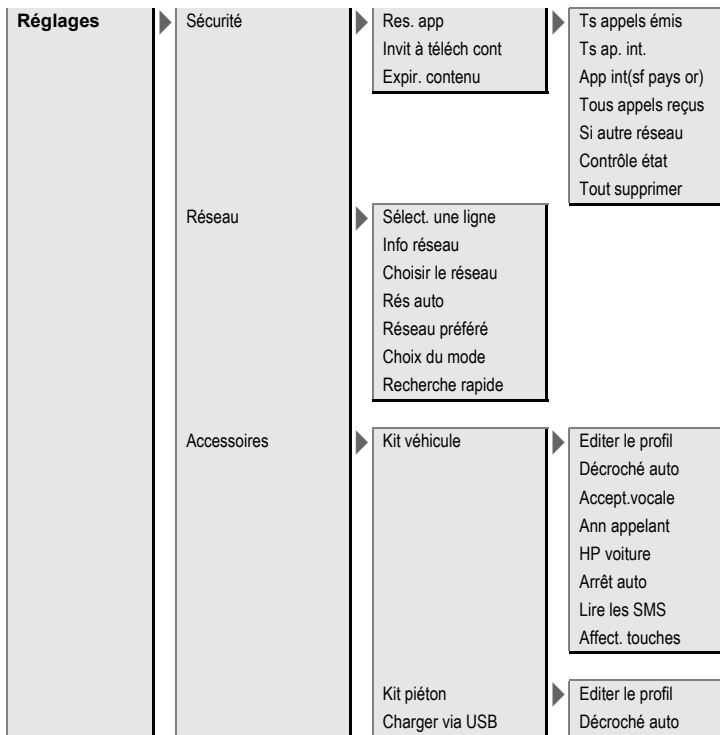 Réglages
Sécurité
Res. app
Invit à téléch cont
Expir. contenu
Ts appels émis
Ts ap. int.
App int(sf pays or)
Tous appels reçus
Si autre réseau
Contrôle état
Tout supprimer
Réseau
Sélect. une ligne
Info réseau
Choisir le réseau
Rés auto
Réseau préféré
Choix du mode
Recherche rapide
Accessoires
Kit véhicule
Editer le profil
Décroché auto
Accept.vocale
Ann appelant
HP voiture
Arrêt auto
Lire les SMS
Affect. touches
Kit piéton
Charger via USB
Editer le profil
Décroché auto